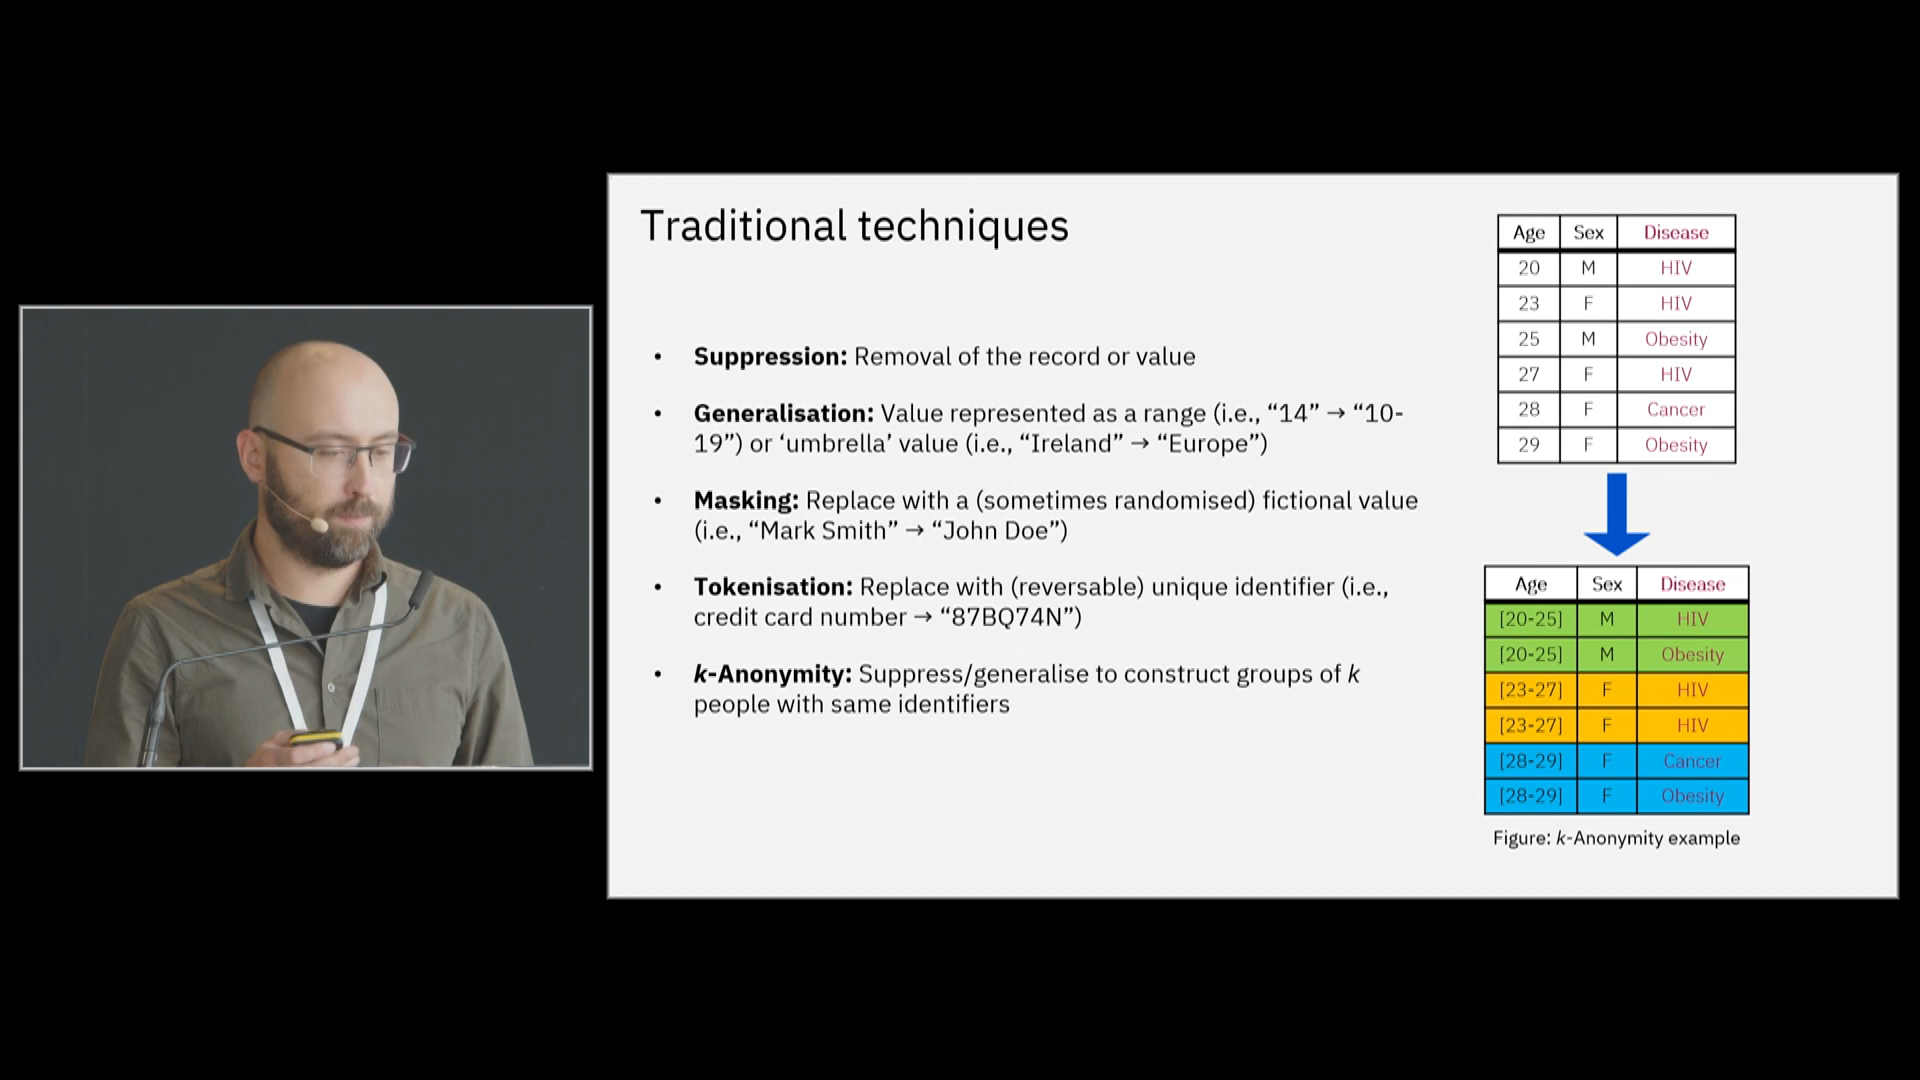 Traditional techniques
• Suppression: Removal of the record or value
• Generalisation: Value represented as a range (i.e., “14” → “10-
19”) or ‘umbrella’ value (i.e., “Ireland” → “Europe”)
• Masking: Replace with a (sometimes randomised) fictional value
(i.e., “Mark Smith” → “John Doe”)
• Tokenisation: Replace with (reversable) unique identifier (i.e.,
credit card number → “87BQ74N”)
• k-Anonymity: Suppress/generalise to construct groups of k
people with same identifiers
Age Sex Disease
20 M HIV
23 F HIV
25 M Obesity
27 F HIV
28 F Cancer
29 F Obesity
Age Sex Disease
[20-25] M HIV
[20-25] M Obesity
[23-27] F HIV
[23-27] F HIV
[28-29] F Cancer
[28-29] F Obesity
Figure: k-Anonymity example